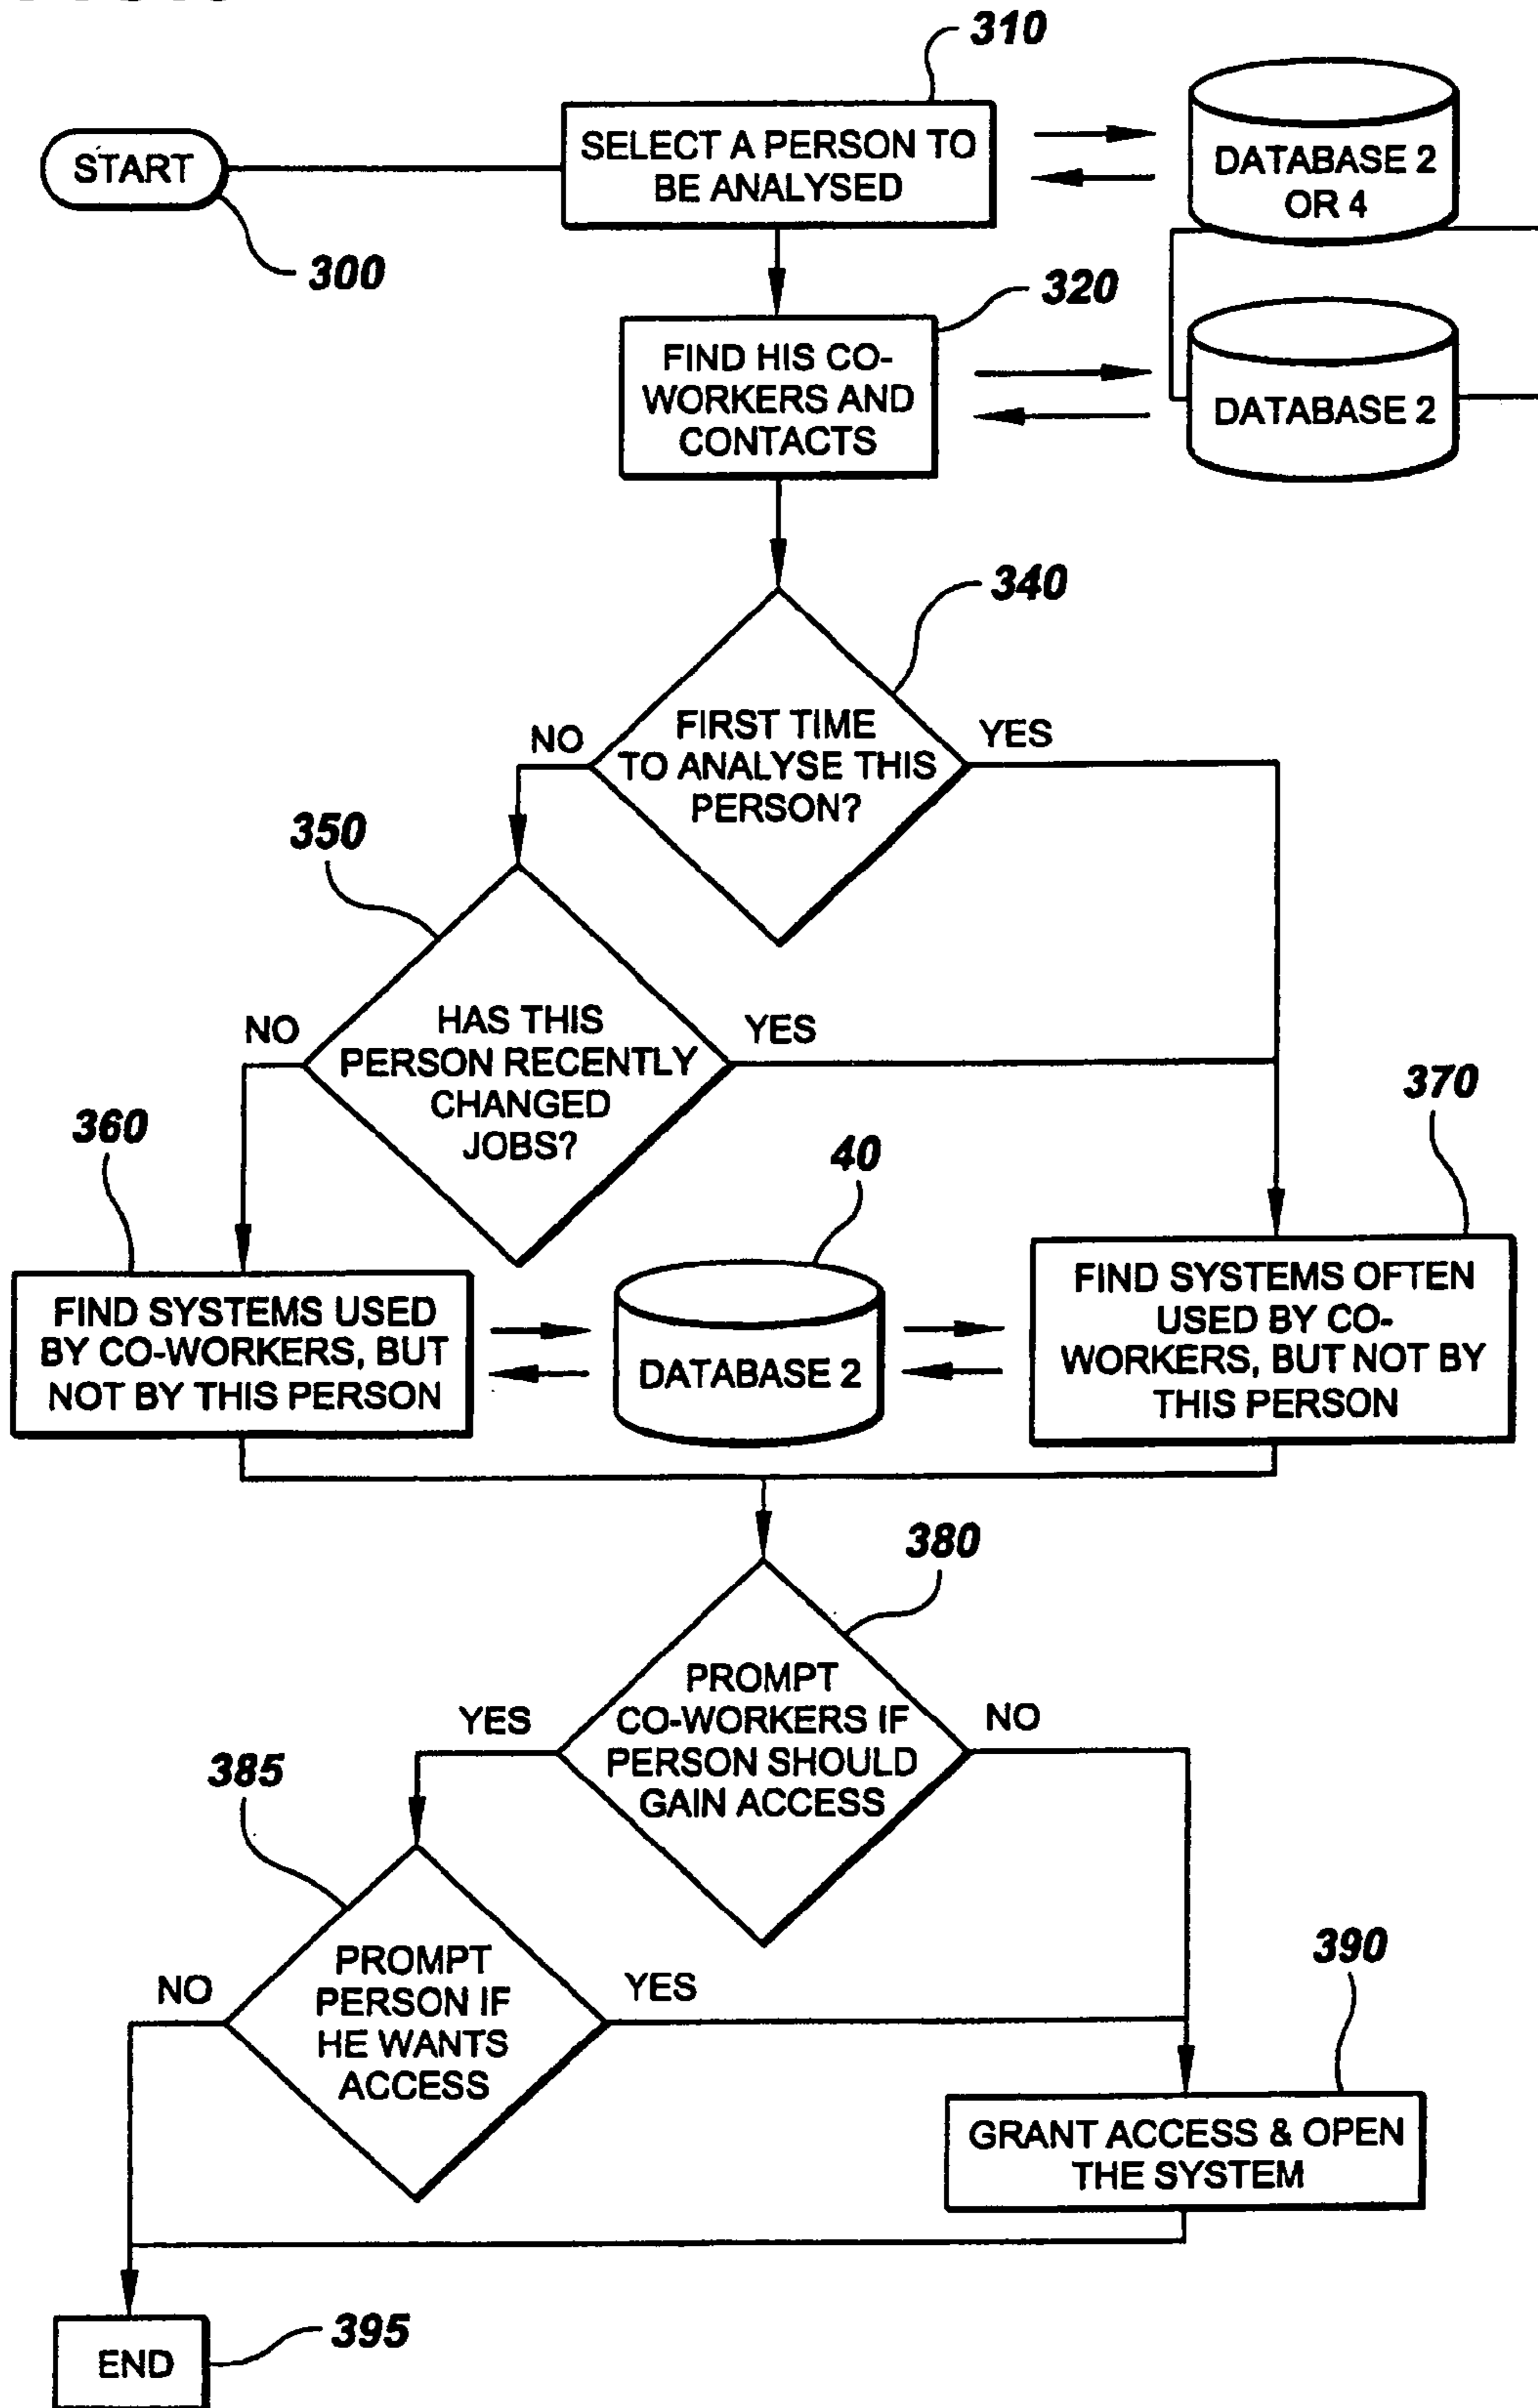 310
START
SELECT A PERSON TO
BE ANALYSED
DATABASE 2
OR 4
300
320
FIND HIS CO-
WORKERS AND
CONTACTS
DATABASE 2
340
FIRST TIME
TO ANALYSE THIS
PERSON?
NO
YES
350
HAS THIS
PERSON RECENTLY
CHANGED
JOBS?
NO
YES
360
40
370
FIND SYSTEMS USED
BY CO-WORKERS, BUT
NOT BY THIS PERSON
DATABASE 2
FIND SYSTEMS OFTEN
USED BY CO-
WORKERS, BUT NOT BY
THIS PERSON
380
PROMPT
CO-WORKERS IF
PERSON SHOULD
GAIN ACCESS
YES
NO
385
PROMPT
PERSON IF
HE WANTS
ACCESS
NO
YES
390
GRANT ACCESS & OPEN
THE SYSTEM
END
395